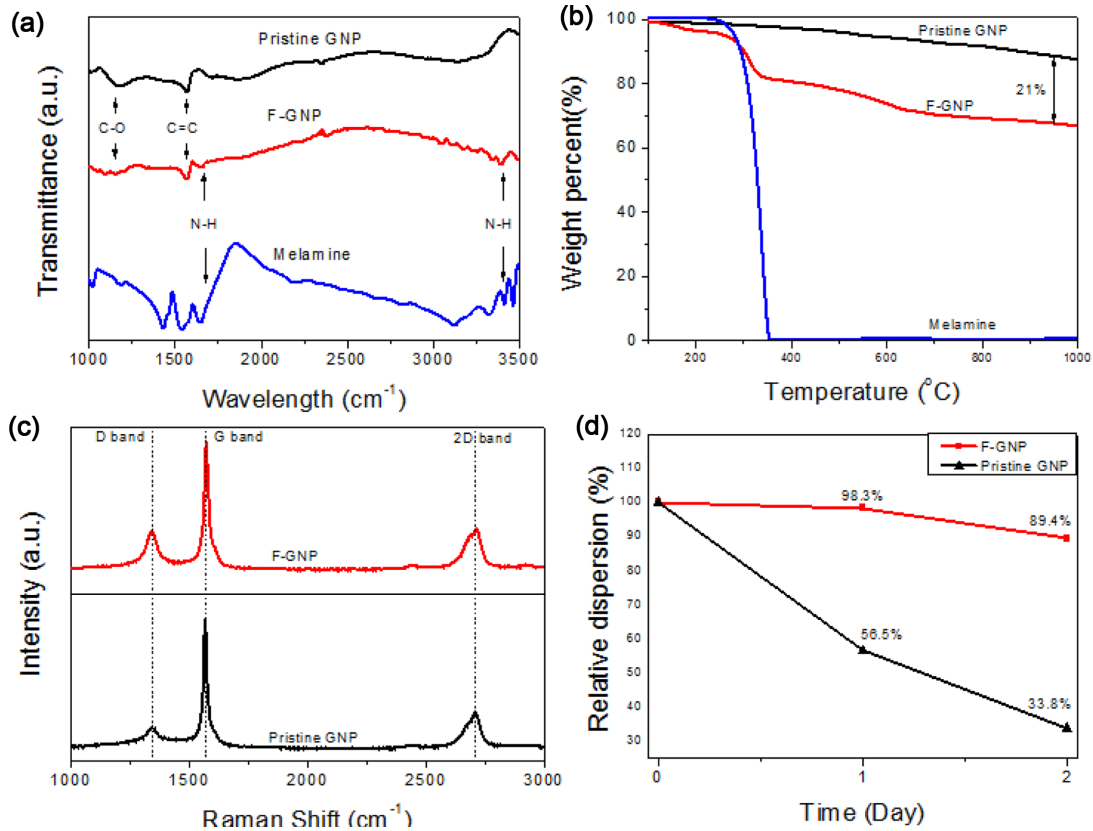 (a)
Pristine GNP
C-O
C=C
F-GNP
N-H
N-H
Melamine
1000 1500 2000 2500 3000 3500
Transmittance (a.u.)
Wavelength (cm⁻¹)
(b)
100
80
60
40
20
0
Pristine GNP
21%
F-GNP
Melamine
200 400 600 800 1000
Weight percent(%)
Temperature (°C)
(c)
D band
G band
2D band
F-GNP
Pristine GNP
1000 1500 2000 2500 3000
Intensity (a.u.)
Raman Shift (cm⁻¹)
(d)
120
110
100
90
80
70
60
50
40
30
F-GNP
Pristine GNP
98.3%
89.4%
56.5%
33.8%
0 1 2
Relative dispersion (%)
Time (Day)